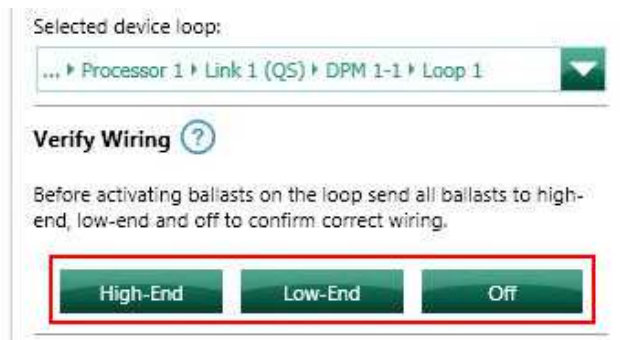 Selected device loop:
... ▸ Processor 1 ▸ Link 1 (QS) ▸ DPM 1-1 ▸ Loop 1
Verify Wiring ?
Before activating ballasts on the loop send all ballasts to high-
end, low-end and off to confirm correct wiring.
High-End Low-End Off